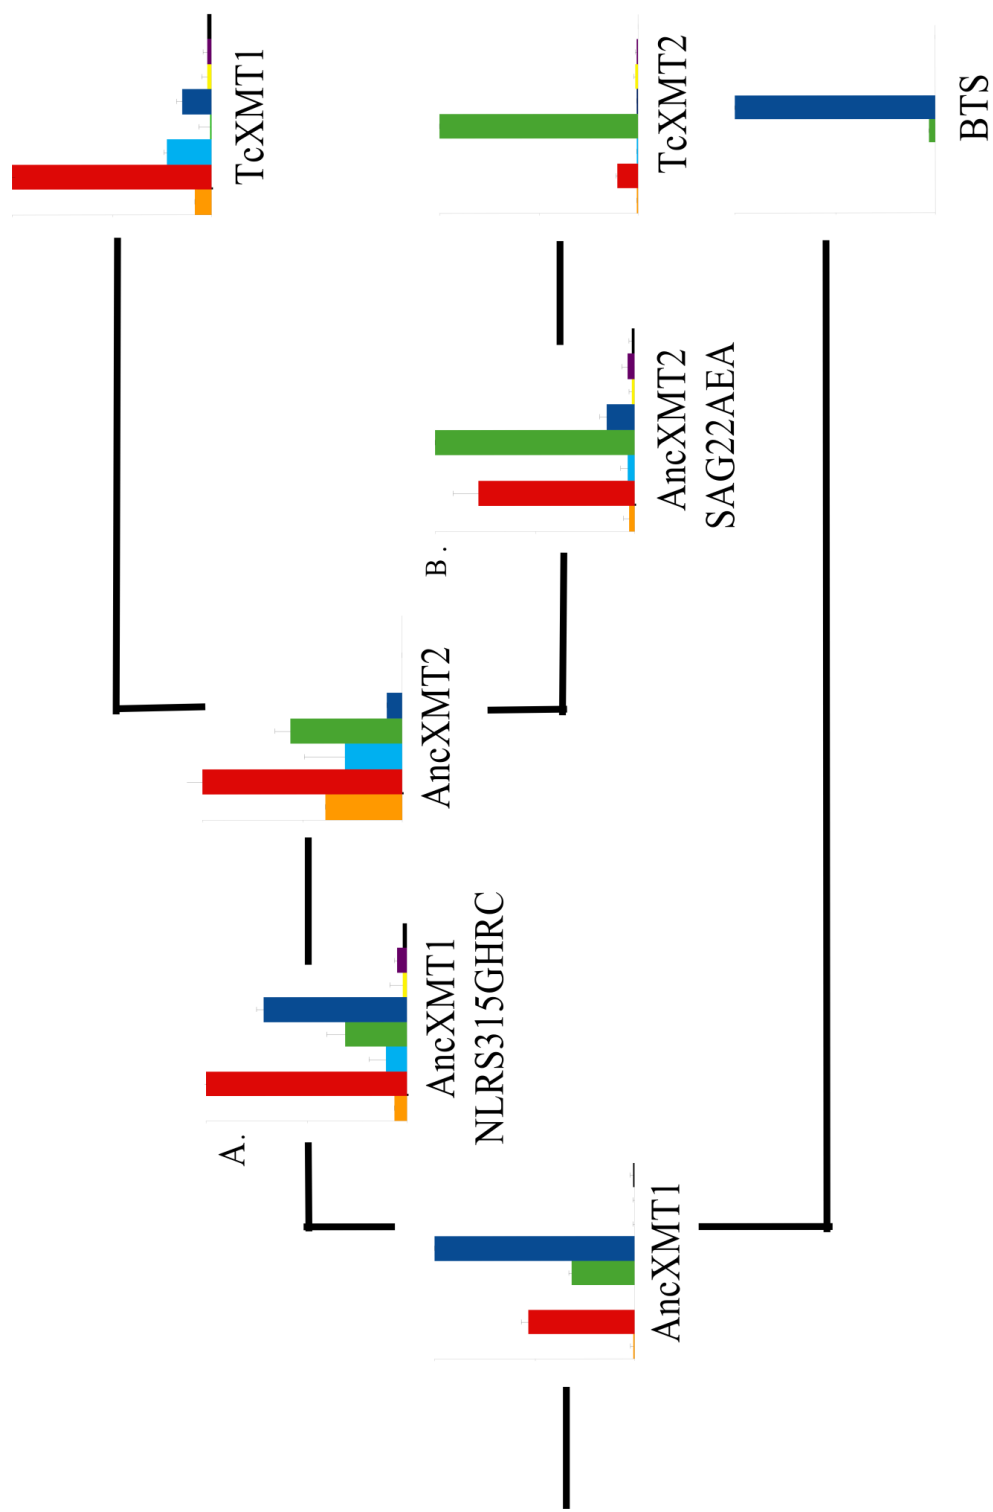 TcXMT1
TcXMT2
BTS
B.
AncXMT2
SAG22AEA
AncXMT2
A.
AncXMT1
NLRS315GHRC
AncXMT1